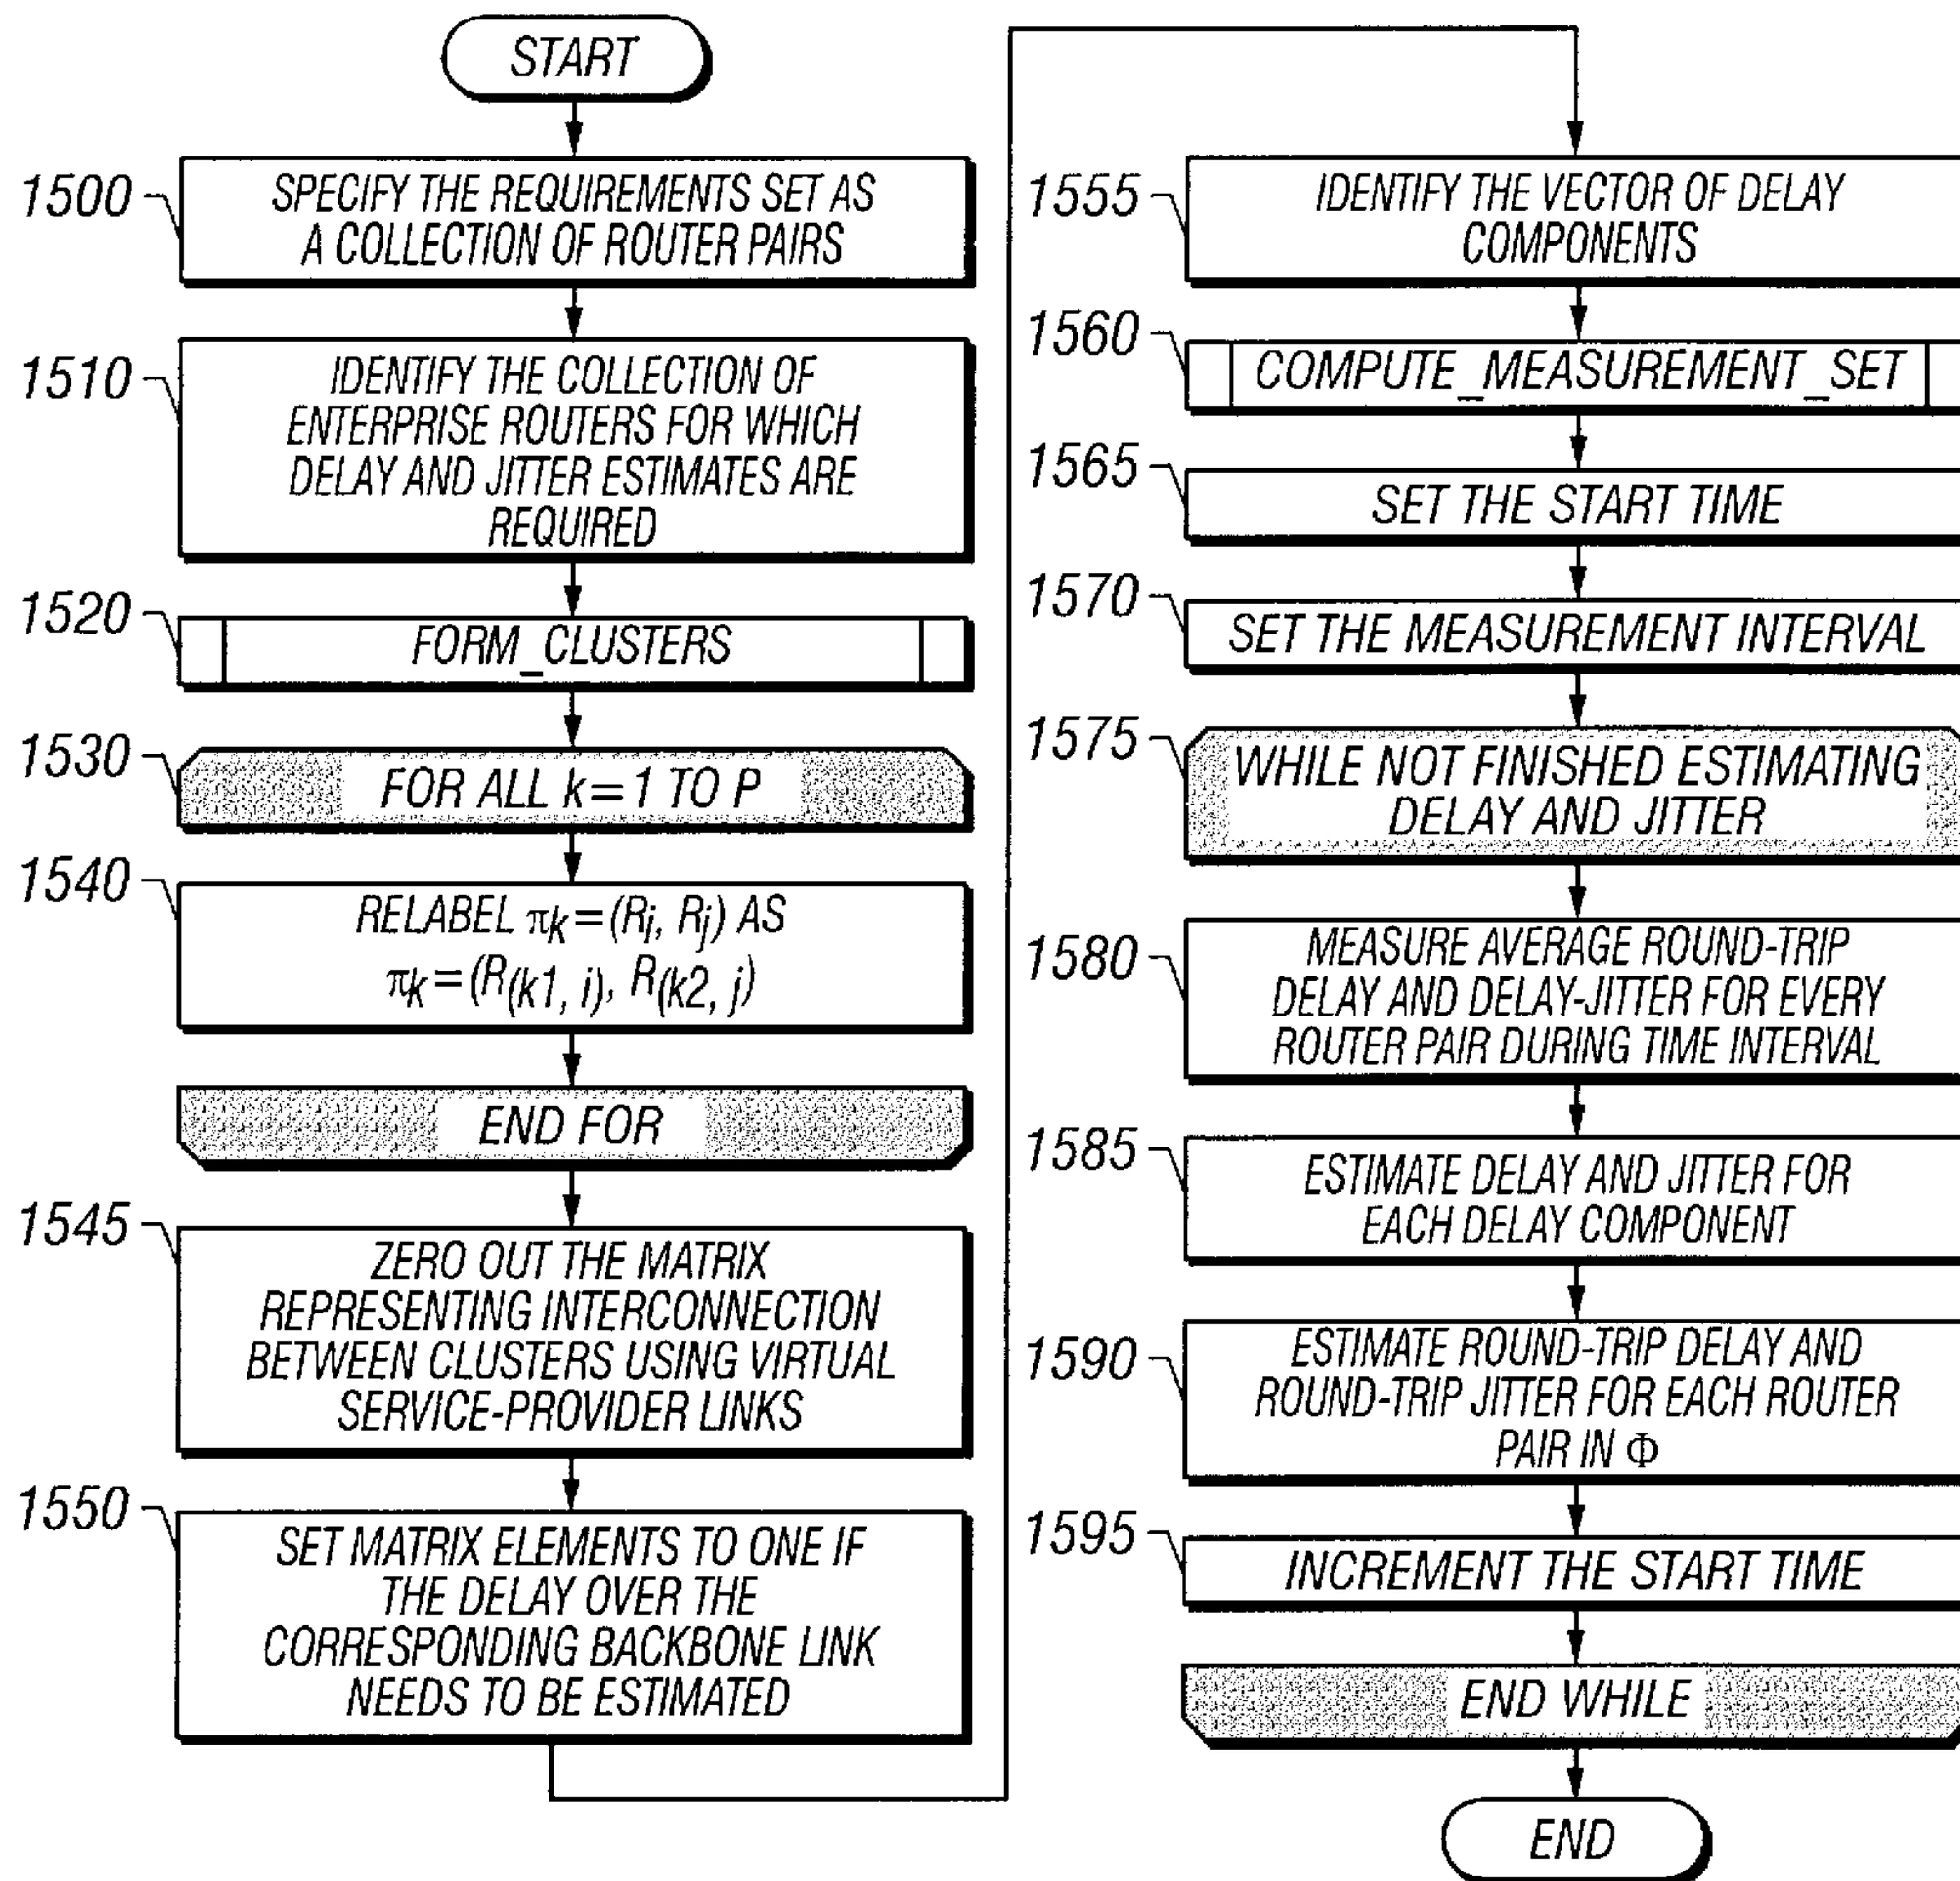 START
1500
SPECIFY THE REQUIREMENTS SET AS
A COLLECTION OF ROUTER PAIRS
1510
IDENTIFY THE COLLECTION OF
ENTERPRISE ROUTERS FOR WHICH
DELAY AND JITTER ESTIMATES ARE
REQUIRED
1520
FORM_CLUSTERS
1530
FOR ALL k=1 TO P
1540
RELABEL πk=(Ri, Rj) AS
πk=(R(k1, i), R(k2, j)
END FOR
1545
ZERO OUT THE MATRIX
REPRESENTING INTERCONNECTION
BETWEEN CLUSTERS USING VIRTUAL
SERVICE-PROVIDER LINKS
1550
SET MATRIX ELEMENTS TO ONE IF
THE DELAY OVER THE
CORRESPONDING BACKBONE LINK
NEEDS TO BE ESTIMATED
1555
IDENTIFY THE VECTOR OF DELAY
COMPONENTS
1560
COMPUTE_MEASUREMENT_SET
1565
SET THE START TIME
1570
SET THE MEASUREMENT INTERVAL
1575
WHILE NOT FINISHED ESTIMATING
DELAY AND JITTER
1580
MEASURE AVERAGE ROUND-TRIP
DELAY AND DELAY-JITTER FOR EVERY
ROUTER PAIR DURING TIME INTERVAL
1585
ESTIMATE DELAY AND JITTER FOR
EACH DELAY COMPONENT
1590
ESTIMATE ROUND-TRIP DELAY AND
ROUND-TRIP JITTER FOR EACH ROUTER
PAIR IN Φ
1595
INCREMENT THE START TIME
END WHILE
END